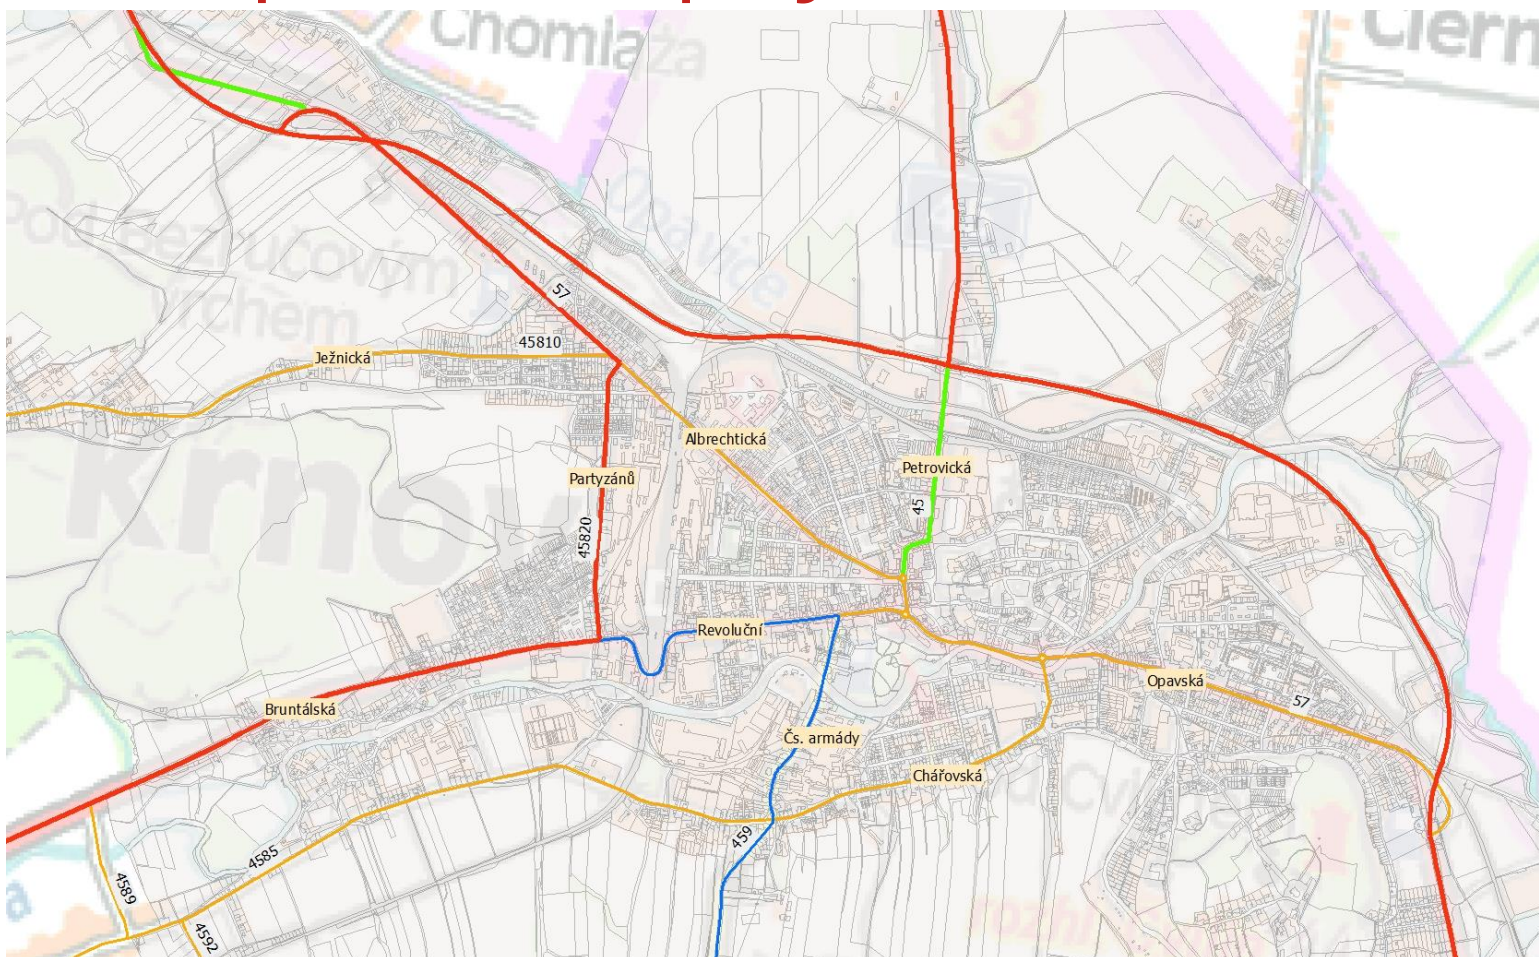 Chomiaža
3
Opavice
Pod Bezručovým
vrchem
57
45810
Ježnická
Albrechtická
Krnov
Partyzánů
Petrovická
45
45820
Revoluční
Bruntálská
Opavská
57
Čs. armády
Chářovská
459
4585
4589
4592